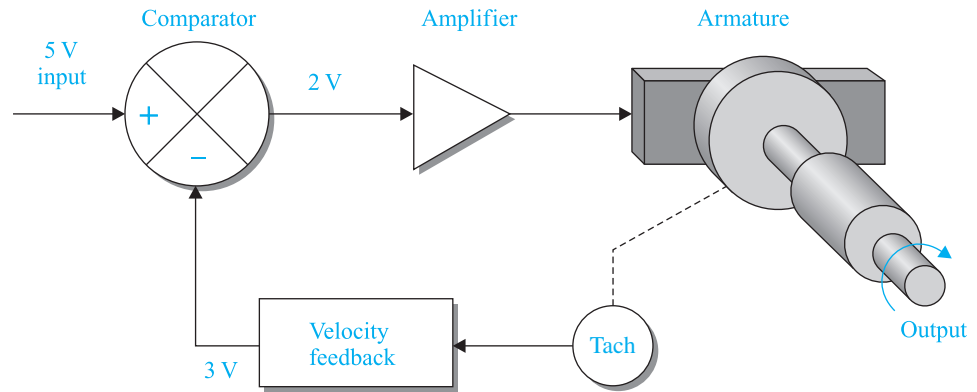 Comparator
Amplifier
Armature
5 V
input
2 V
+
–
Velocity
feedback
3 V
Tach
Output